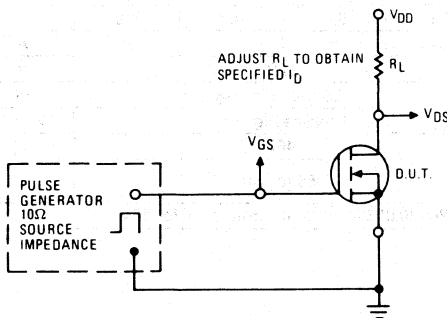 VDD
ADJUST RL TO OBTAIN
SPECIFIED ID
RL
VDS
VGS
D.U.T.
PULSE
GENERATOR
10Ω
SOURCE
IMPEDANCE